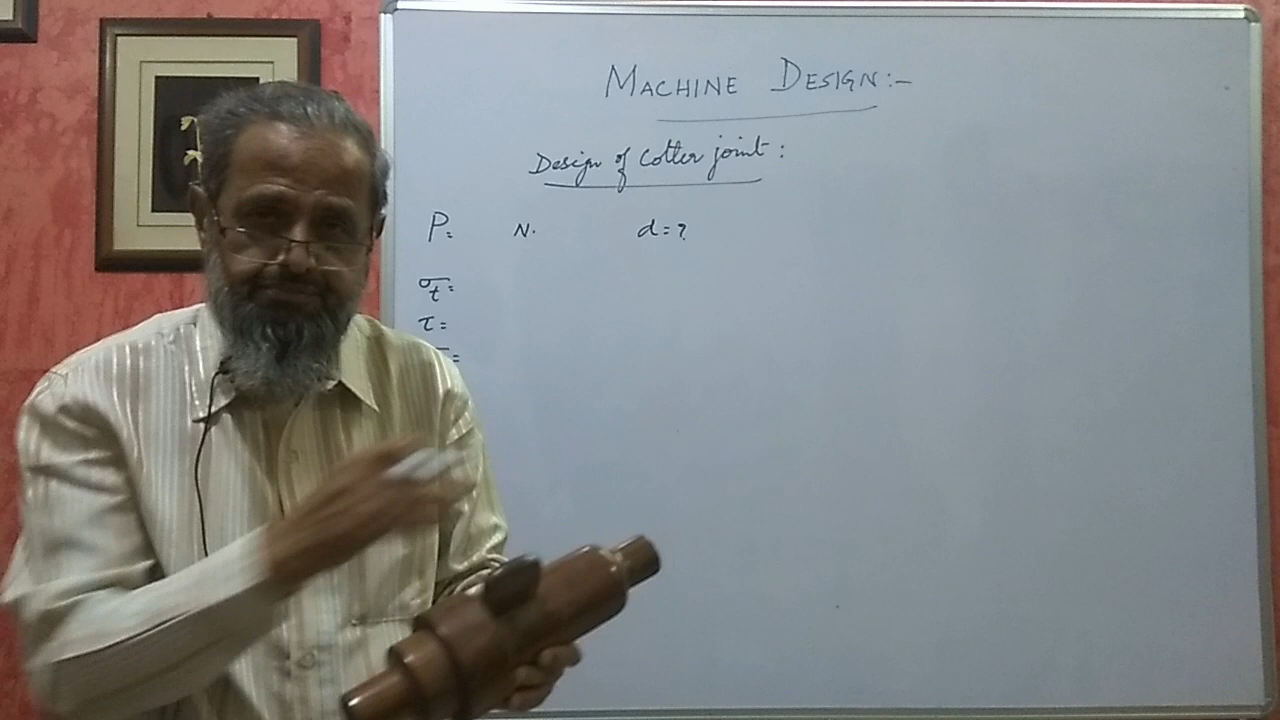 MACHINE DESIGN:-
Design of Cotter joint:
P= N. d=?
σt=
τ=
=